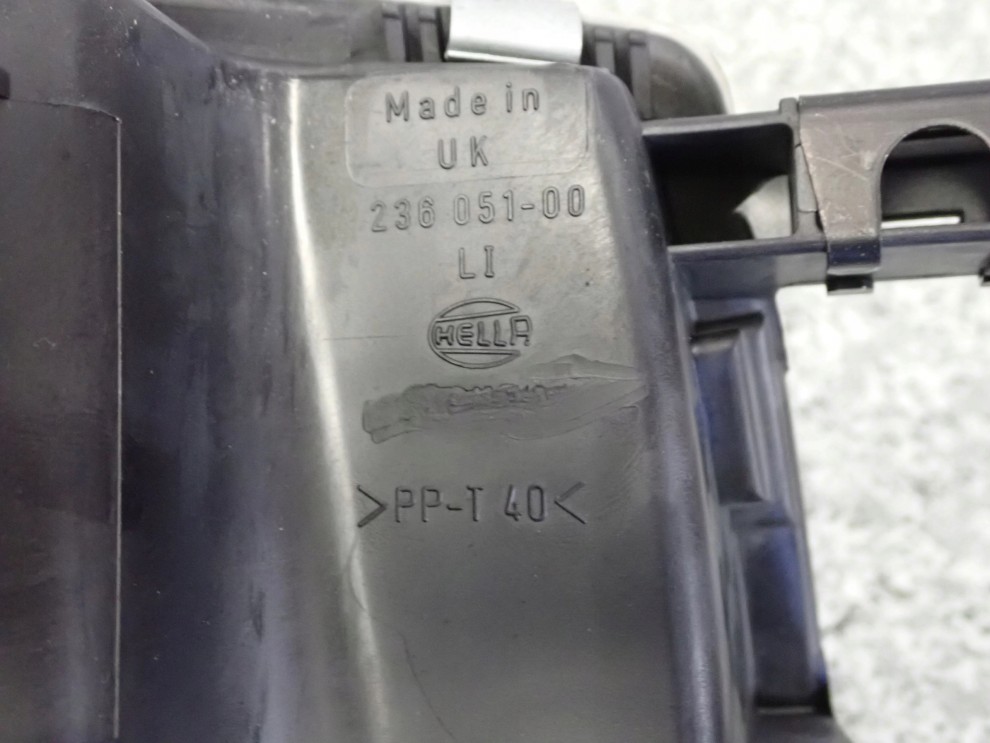 Made in
UK
236 051-00
LI
HELLA
>PP-T 40<